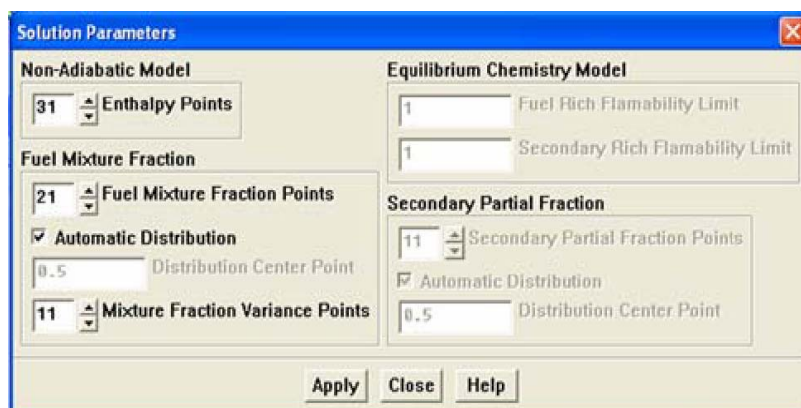 Solution Parameters
Non-Adiabatic Model
31 Enthalpy Points
Fuel Mixture Fraction
21 Fuel Mixture Fraction Points
Automatic Distribution
0.5 Distribution Center Point
11 Mixture Fraction Variance Points
Equilibrium Chemistry Model
1 Fuel Rich Flamability Limit
1 Secondary Rich Flamability Limit
Secondary Partial Fraction
11 Secondary Partial Fraction Points
Automatic Distribution
0.5 Distribution Center Point
Apply Close Help